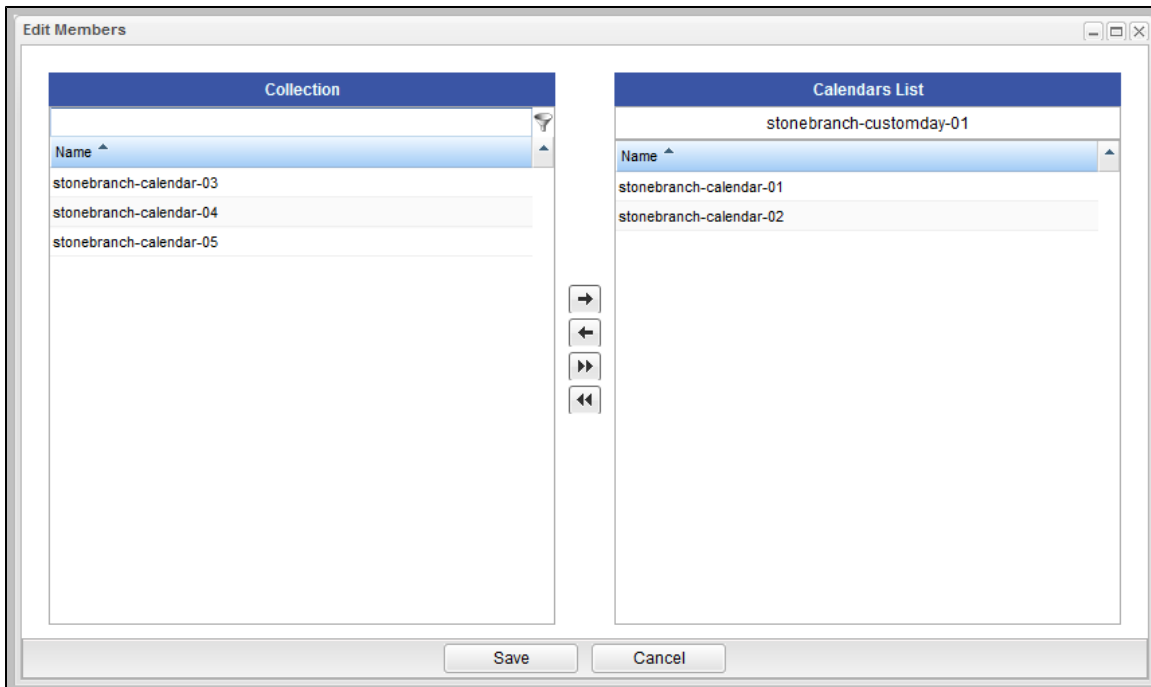 Edit Members
Collection
Calendars List
stonebranch-customday-01
Name
Name
stonebranch-calendar-03
stonebranch-calendar-04
stonebranch-calendar-05
stonebranch-calendar-01
stonebranch-calendar-02
Save
Cancel